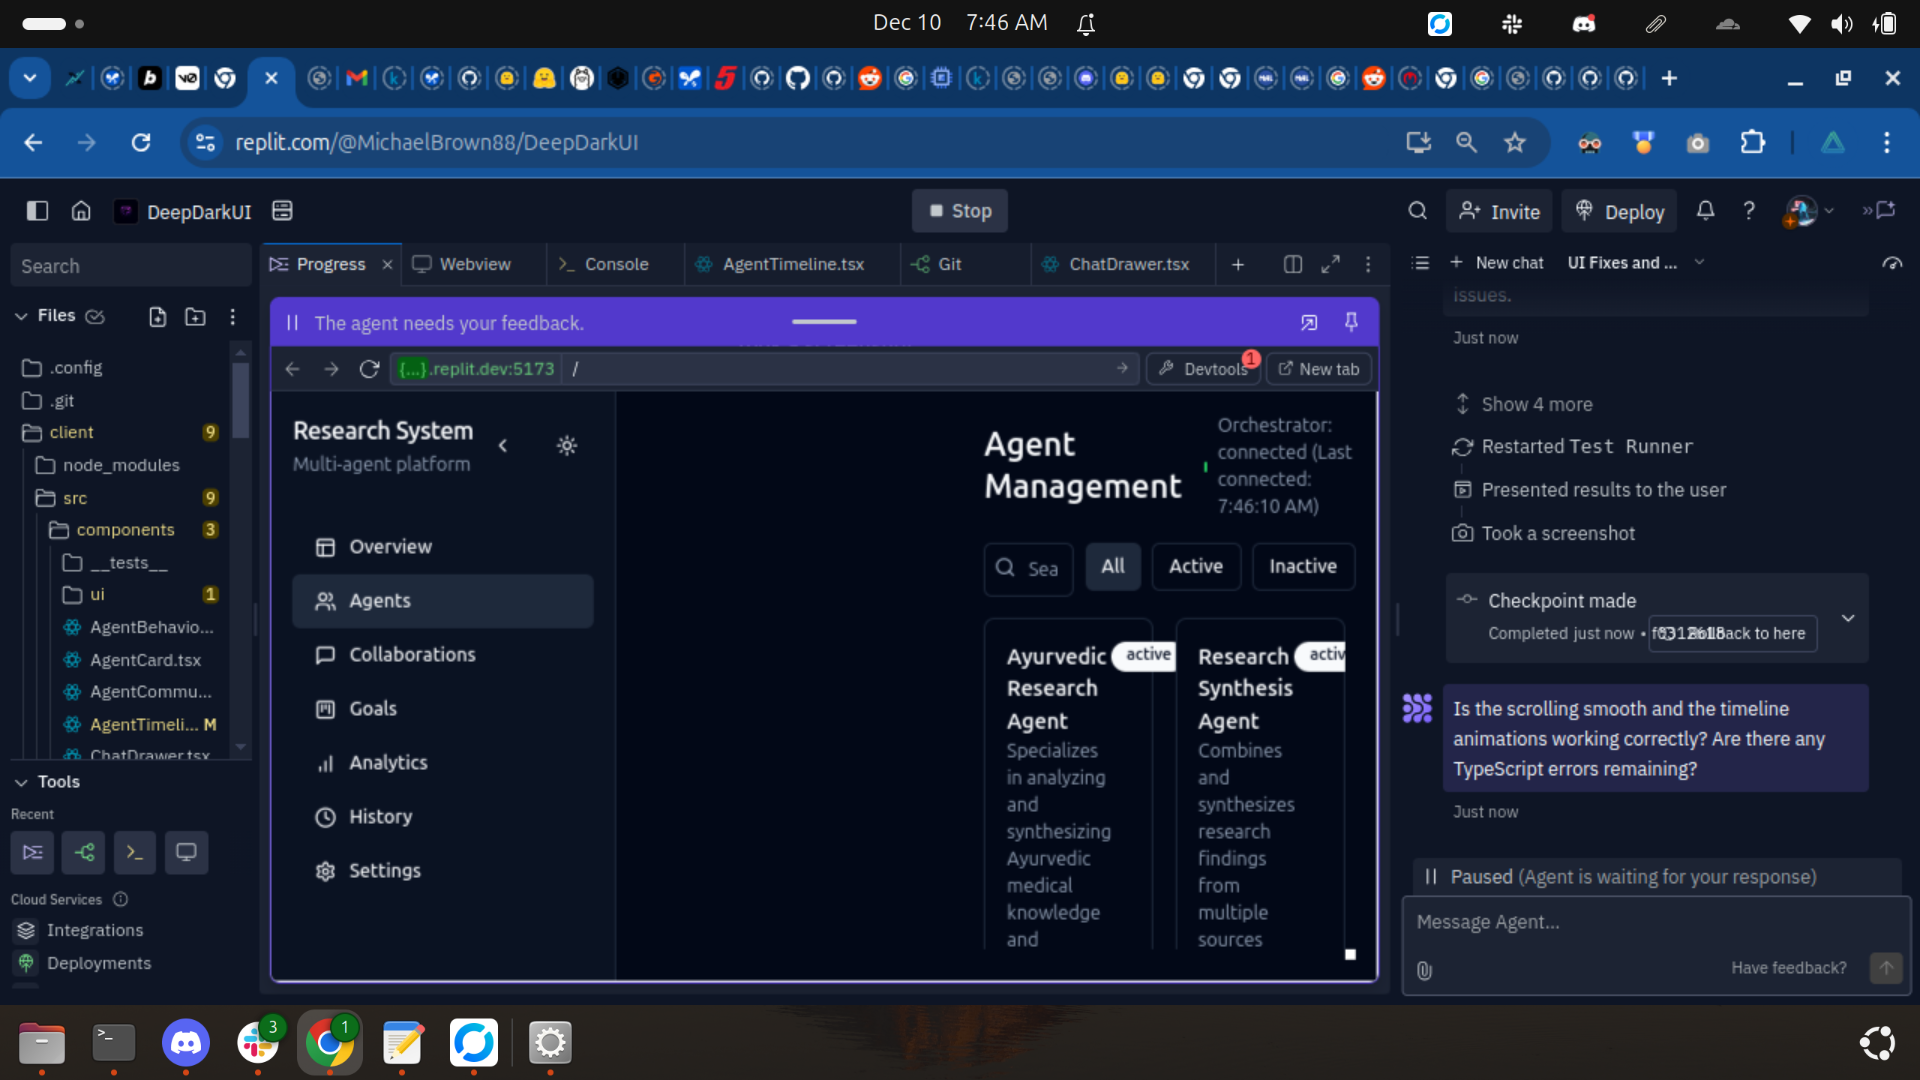 Dec 10 7:46 AM
replit.com/@MichaelBrown88/DeepDarkUI
DeepDarkUI
Stop
Invite
Deploy
Search
Progress
Webview
Console
AgentTimeline.tsx
Git
ChatDrawer.tsx
New chat
UI Fixes and ...
Files
.config
.git
client 9
node_modules
src 9
components 3
__tests__
ui 1
AgentBehavio...
AgentCard.tsx
AgentCommu...
AgentTimeli... M
ChatDrawer.tsx
Tools
Recent
Cloud Services
Integrations
Deployments
The agent needs your feedback.
{...}.replit.dev:5173 /
Devtools 1
New tab
Research System
Multi-agent platform
Overview
Agents
Collaborations
Goals
Analytics
History
Settings
Agent
Management
Orchestrator:
connected (Last
connected:
7:46:10 AM)
Sea
All
Active
Inactive
Ayurvedic
Research
Agent
active
Specializes
in analyzing
and
synthesizing
Ayurvedic
medical
knowledge
and
Research
Synthesis
Agent
activ
Combines
and
synthesizes
research
findings
from
multiple
sources
issues.
Just now
Show 4 more
Restarted Test Runner
Presented results to the user
Took a screenshot
Checkpoint made
Completed just now •
back to here
Is the scrolling smooth and the timeline
animations working correctly? Are there any
TypeScript errors remaining?
Just now
Paused (Agent is waiting for your response)
Message Agent...
Have feedback?
3
1